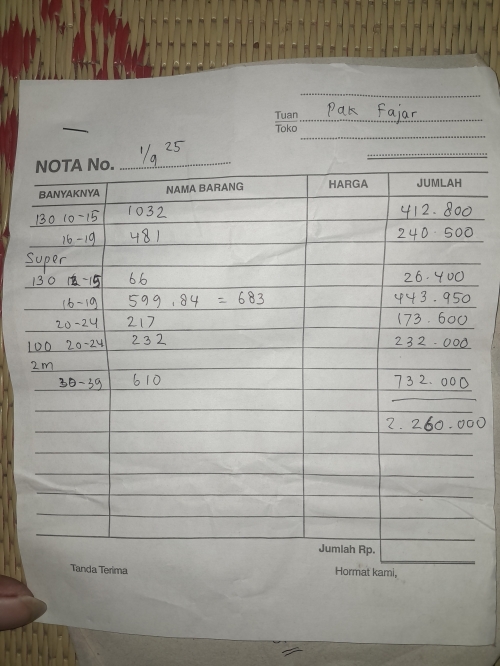 Tuan Pak Fajar
Toko
NOTA No. 1/9 25
BANYAKNYA NAMA BARANG HARGA JUMLAH
130 10-15 1032 412.800
16-19 481 240.500
Super
130 12-15 66 26.400
16-19 599 , 84 = 683 443.950
20-24 217 173.600
100 20-24 232 232.000
2m
30-39 610 732.000
2.260.000
Jumlah Rp.
Tanda Terima Hormat kami,